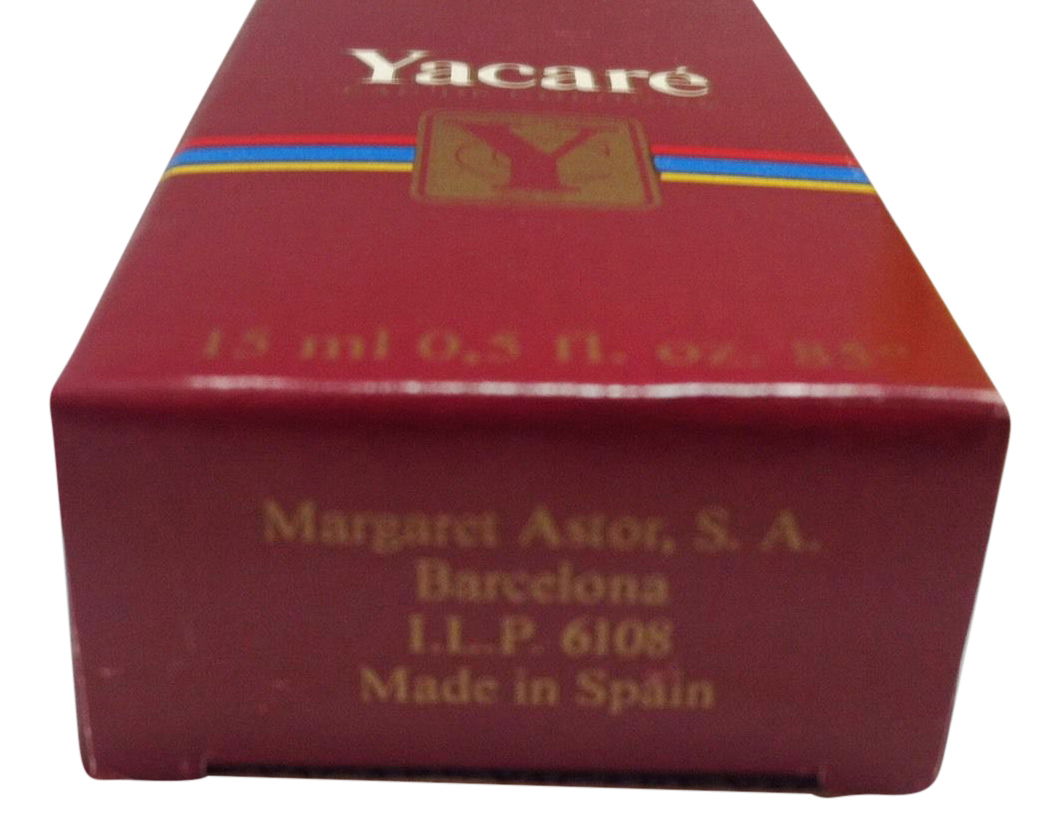 Yacaré
Y
15 ml 0,5 fl. oz. 85°
Margaret Astor, S. A.
Barcelona
I.L.P. 6108
Made in Spain